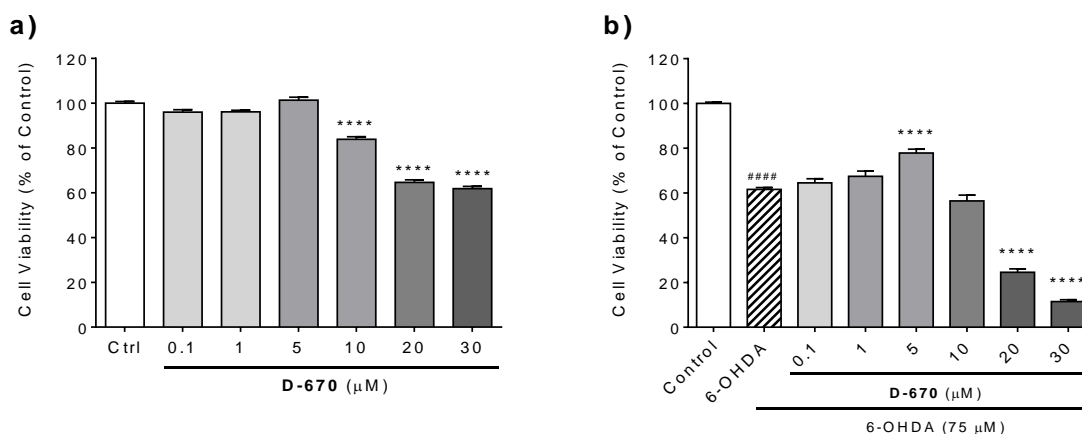 a)
Cell Viability (% of Control)
120
100
80
60
40
20
0
****
****
****
Ctrl 0.1 1 5 10 20 30
D-670 (μM)
b)
Cell Viability (% of Control)
120
100
80
60
40
20
0
####
****
****
****
Control 6-OHDA 0.1 1 5 10 20 30
D-670 (μM)
6-OHDA (75 μM)